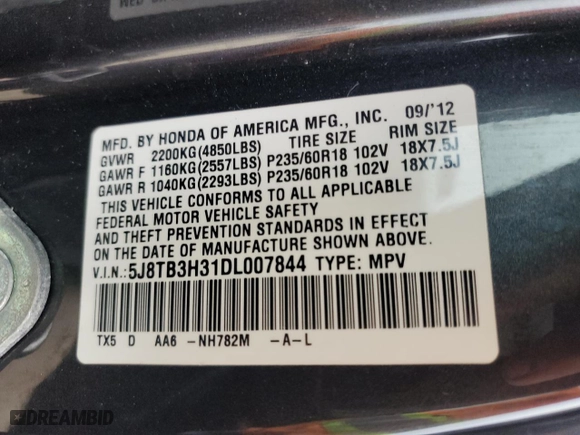 MFD. BY HONDA OF AMERICA MFG., INC. 09/'12
GVWR 2200KG(4850LBS) TIRE SIZE RIM SIZE
GAWR F 1160KG(2557LBS) P235/60R18 102V 18X7.5J
GAWR R 1040KG(2293LBS) P235/60R18 102V 18X7.5J
THIS VEHICLE CONFORMS TO ALL APPLICABLE
FEDERAL MOTOR VEHICLE SAFETY
AND THEFT PREVENTION STANDARDS IN EFFECT
ON THE DATE OF MANUFACTURE SHOWN ABOVE.
V.I.N.: 5J8TB3H31DL007844 TYPE: MPV
TX5 D AA6 -NH782M -A-L
DREAMBID